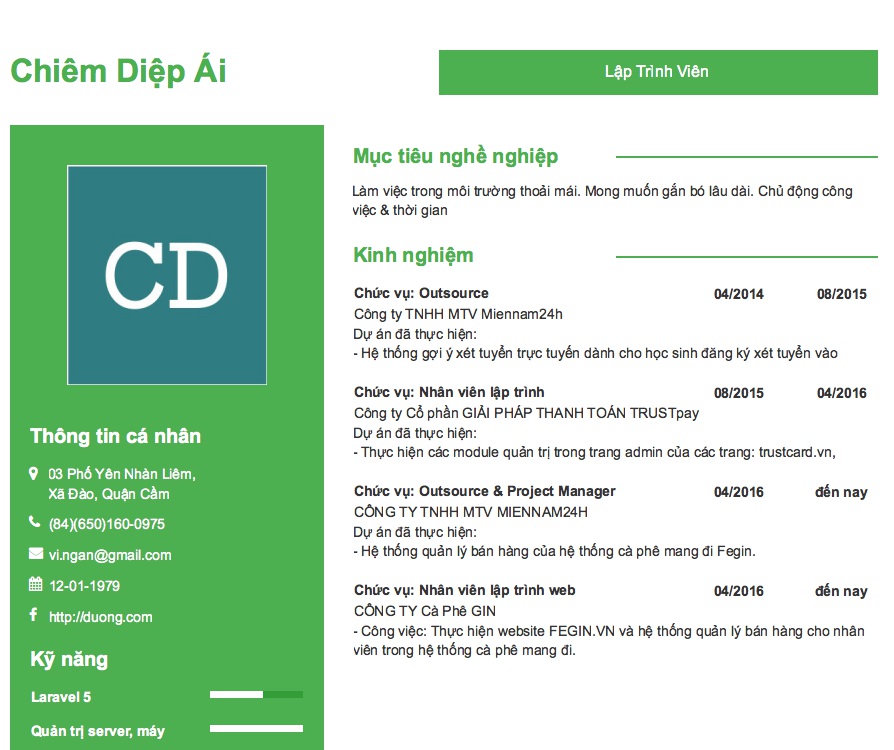 Chiêm Diệp Ái
Lập Trình Viên
CD
Thông tin cá nhân
03 Phố Yên Nhàn Liêm,
Xã Đào, Quận Cầm
(84)(650)160-0975
vi.ngan@gmail.com
12-01-1979
http://duong.com
Kỹ năng
Laravel 5
Quản trị server, máy
Mục tiêu nghề nghiệp
Làm việc trong môi trường thoải mái. Mong muốn gắn bó lâu dài. Chủ động công
việc & thời gian
Kinh nghiệm
Chức vụ: Outsource 04/2014 08/2015
Công ty TNHH MTV Miennam24h
Dự án đã thực hiện:
- Hệ thống gợi ý xét tuyển trực tuyến dành cho học sinh đăng ký xét tuyển vào
Chức vụ: Nhân viên lập trình 08/2015 04/2016
Công ty Cổ phần GIẢI PHÁP THANH TOÁN TRUSTpay
Dự án đã thực hiện:
- Thực hiện các module quản trị trong trang admin của các trang: trustcard.vn,
Chức vụ: Outsource & Project Manager 04/2016 đến nay
CÔNG TY TNHH MTV MIENNAM24H
Dự án đã thực hiện:
- Hệ thống quản lý bán hàng của hệ thống cà phê mang đi Fegin.
Chức vụ: Nhân viên lập trình web 04/2016 đến nay
CÔNG TY Cà Phê GIN
- Công việc: Thực hiện website FEGIN.VN và hệ thống quản lý bán hàng cho nhân
viên trong hệ thống cà phê mang đi.